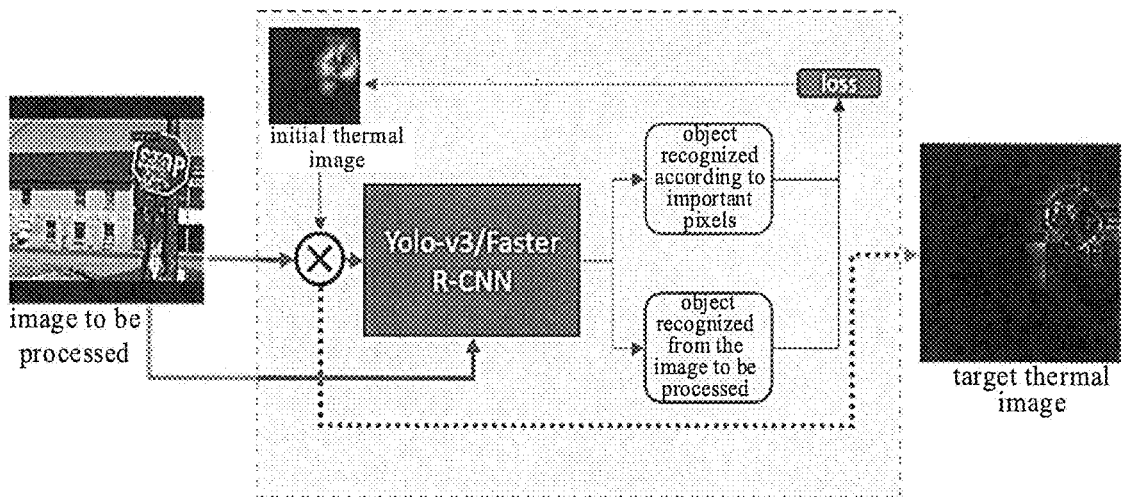 initial thermal
image
loss
image to be
processed
STOP
Yolo-v3/Faster
R-CNN
object
recognized
according to
important
pixels
object
recognized
from the
image to be
processed
target thermal
image